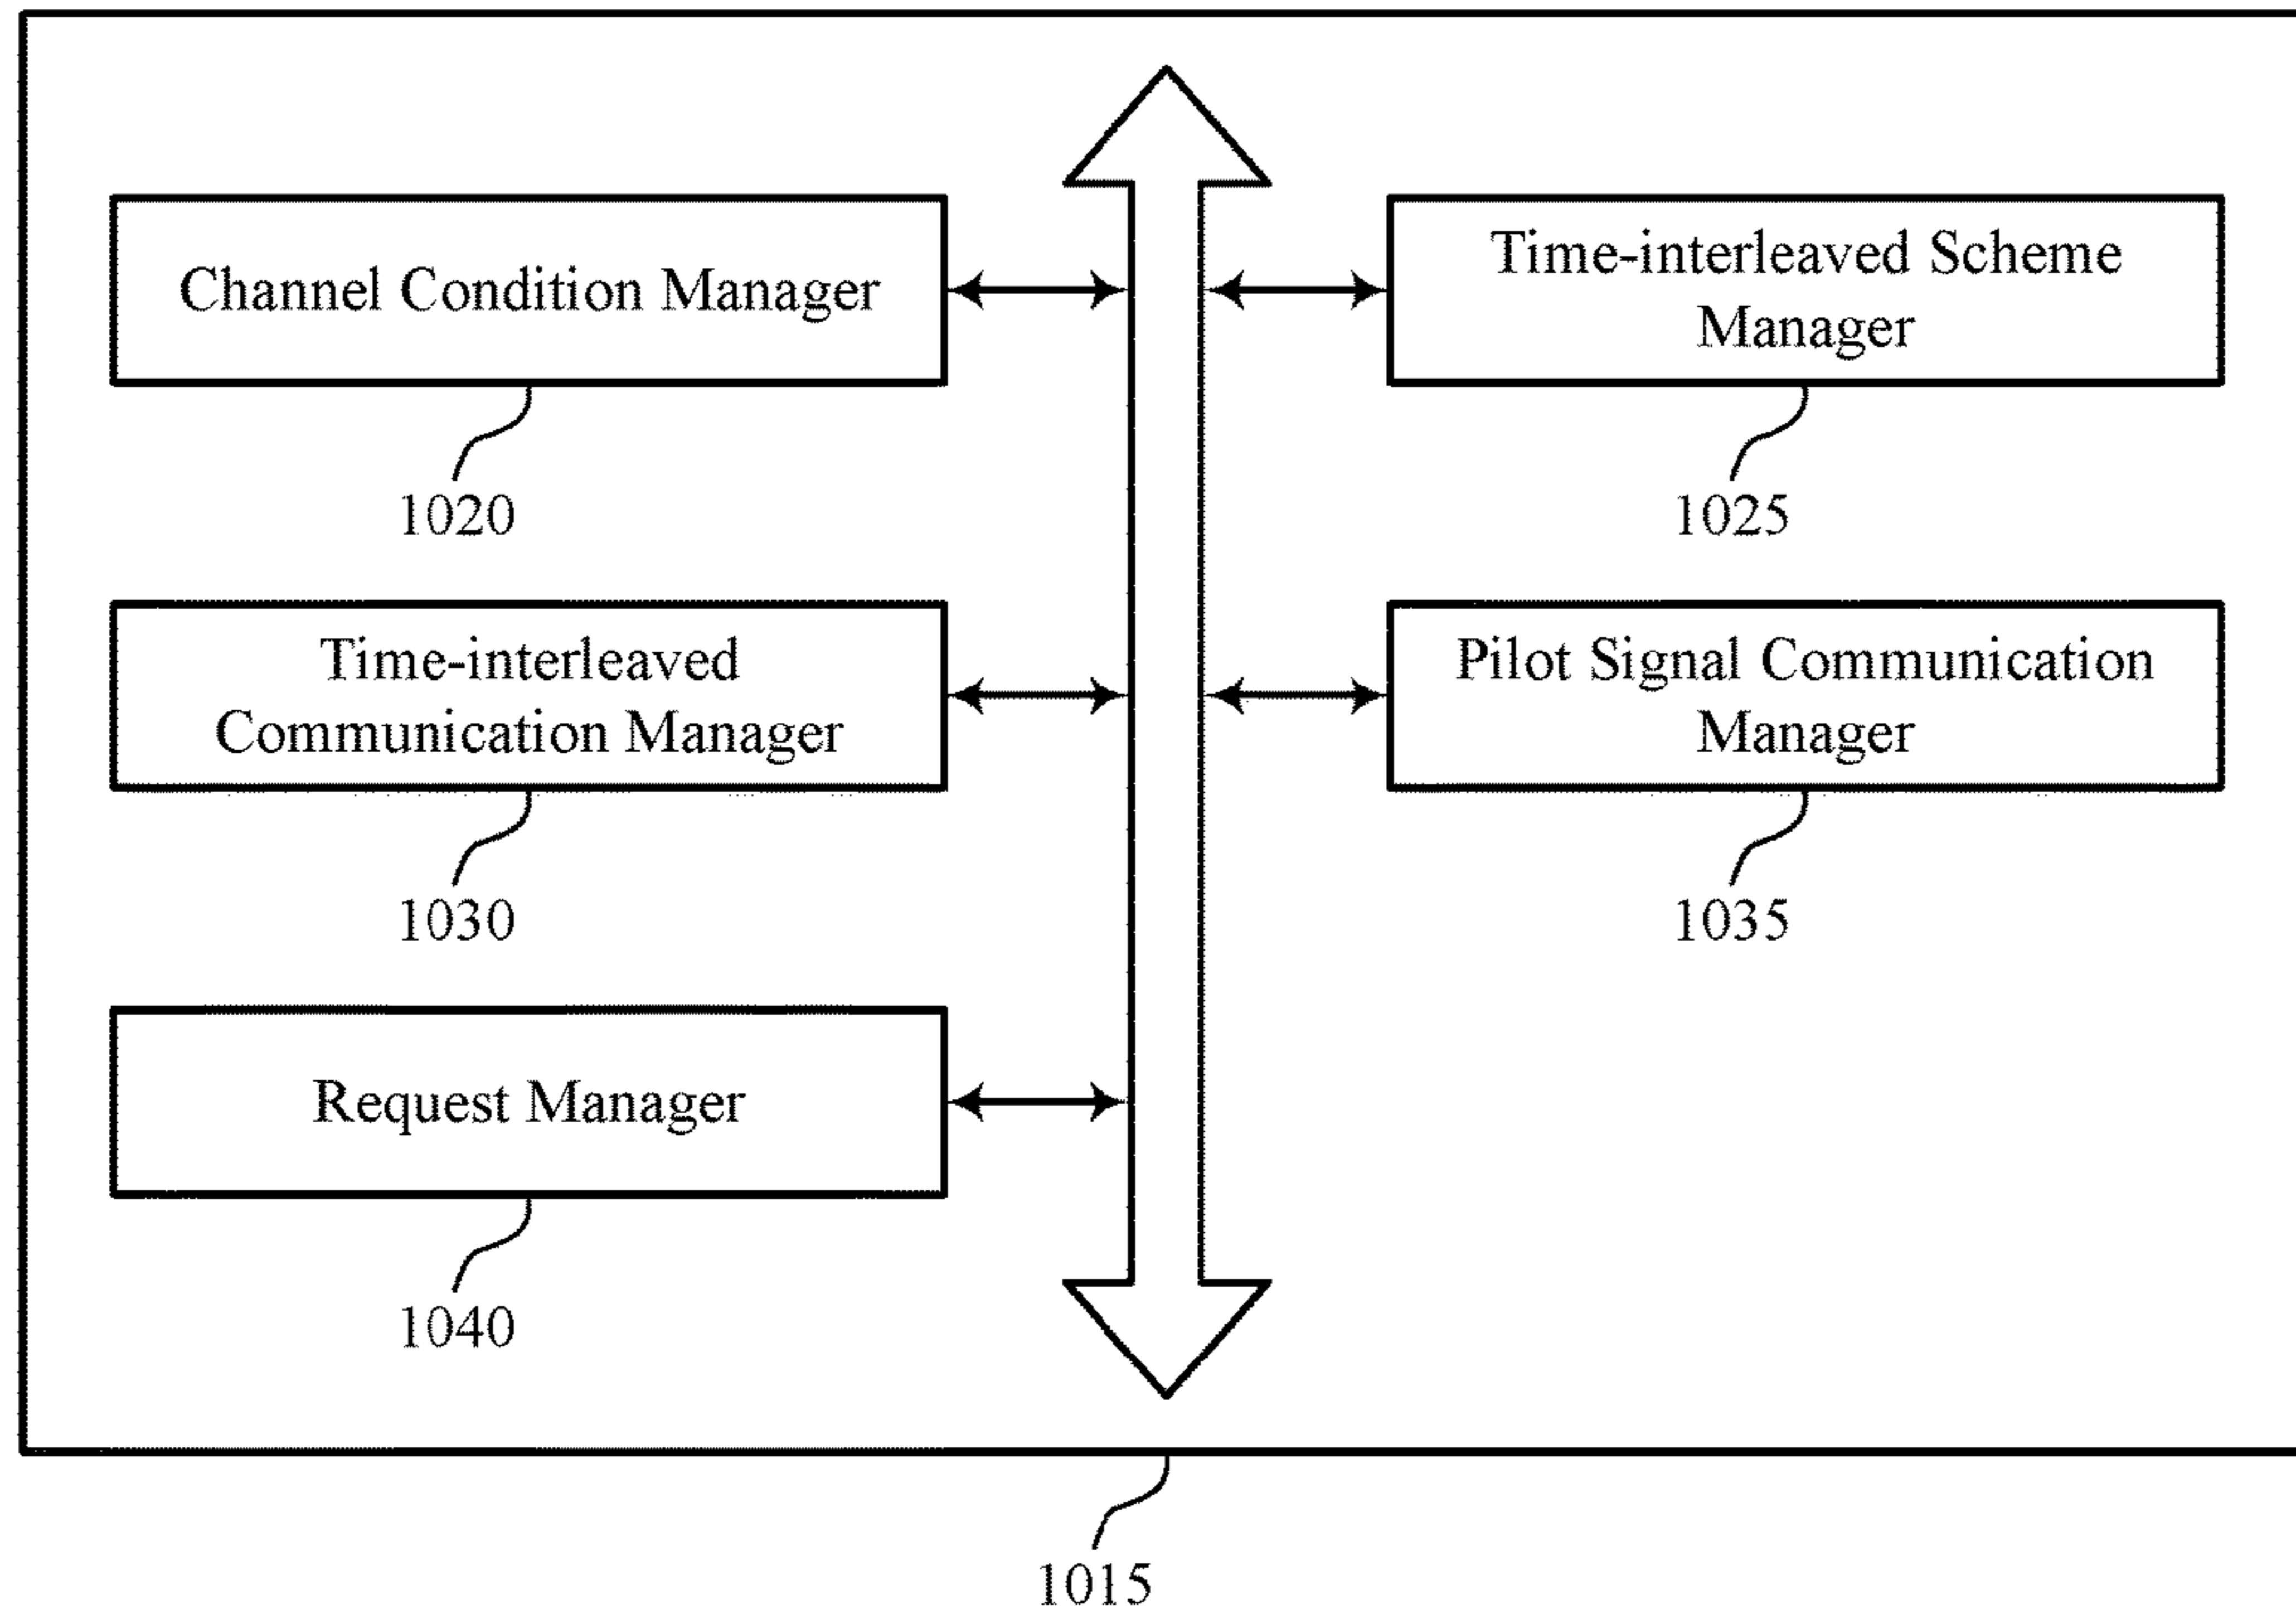 Channel Condition Manager
1020
Time-interleaved Scheme
Manager
1025
Time-interleaved
Communication Manager
1030
Pilot Signal Communication
Manager
1035
Request Manager
1040
1015